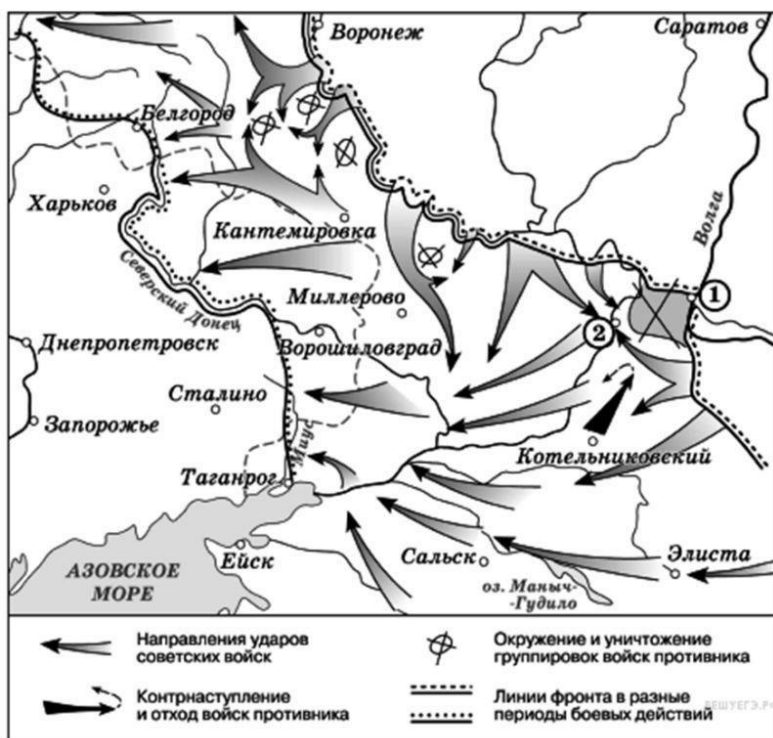 Воронеж
Саратов
Белгород
Харьков
Волга
Кантемировка
Северский Донец
Миллерово
1
2
Днепропетровск
Ворошиловград
Сталино
Запорожье
Миус
Котельниковский
Таганрог
Ейск
Сальск
Элиста
АЗОВСКОЕ
МОРЕ
оз. Маныч-
-Гудило
Направления ударов
советских войск
Окружение и уничтожение
группировок войск противника
Контрнаступление
и отход войск противника
Линии фронта в разные
периоды боевых действий
РЕШУЕГЭ.РФ